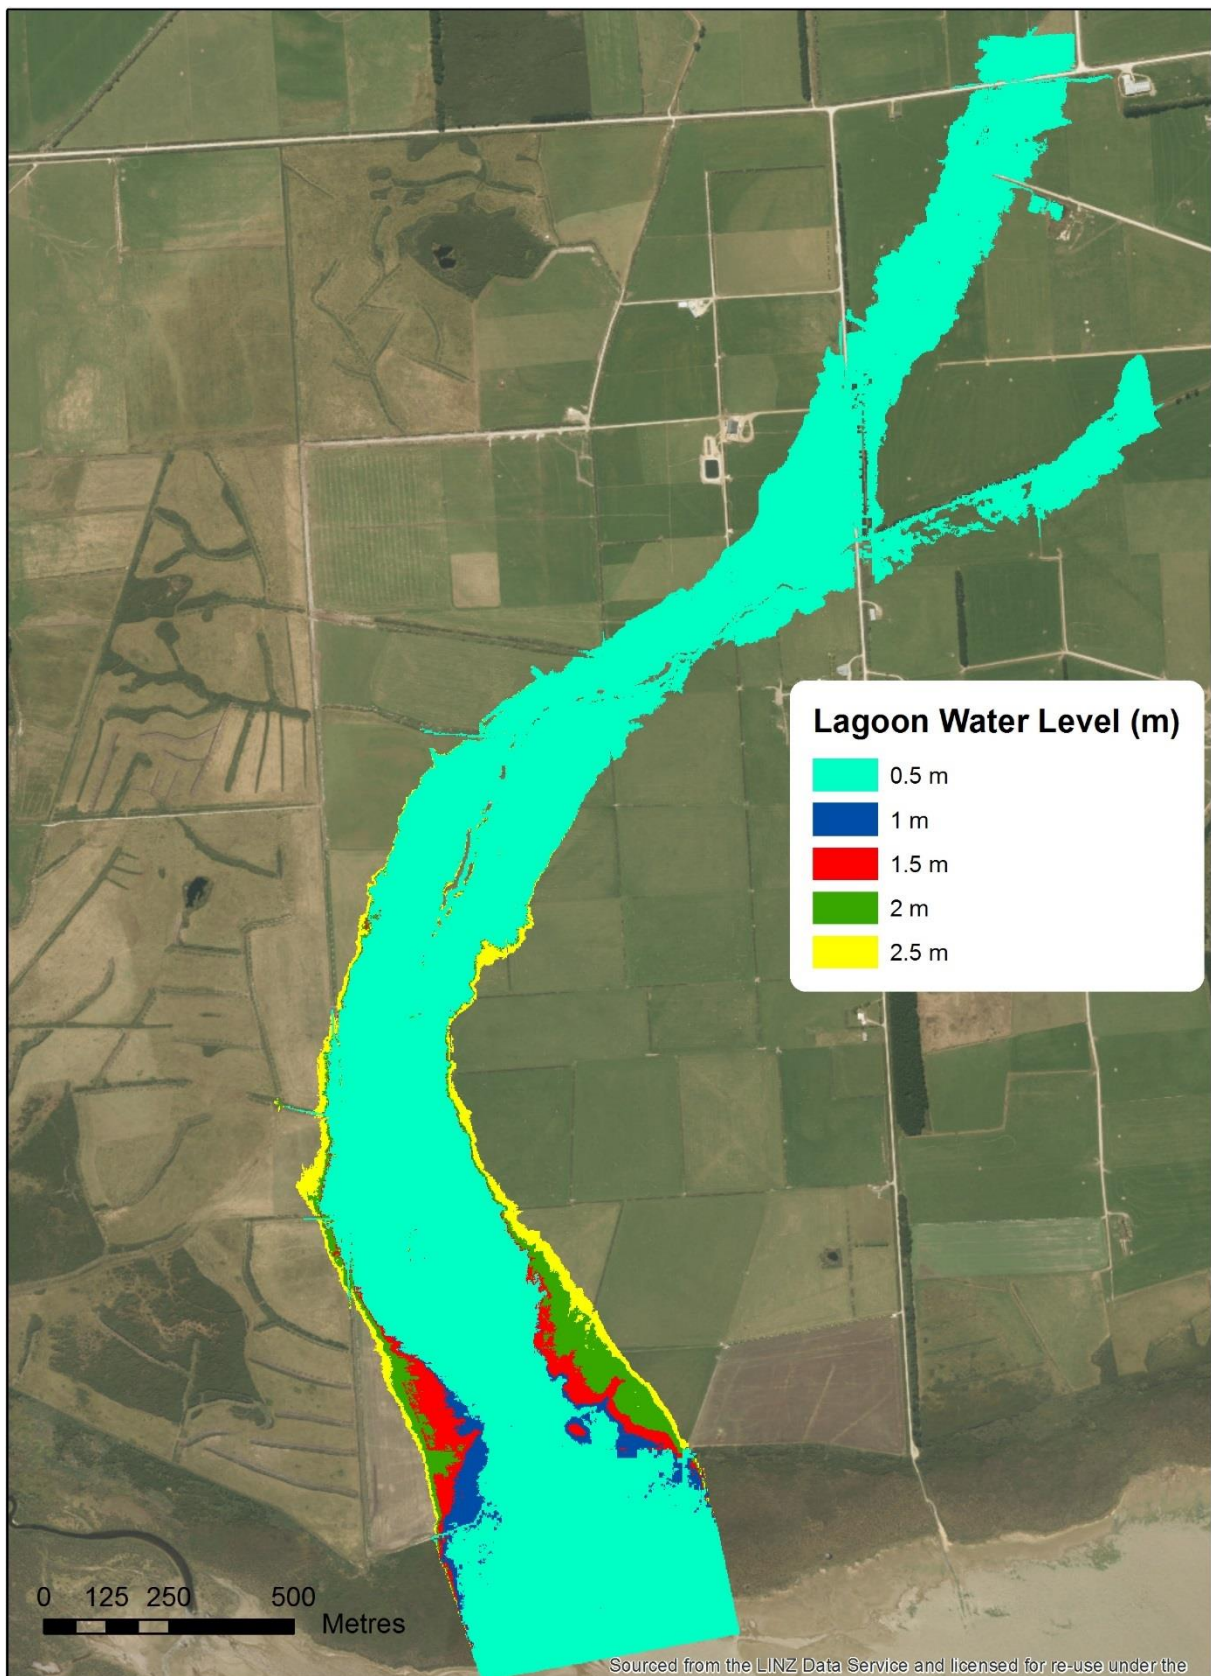 Lagoon Water Level (m)
0.5 m
1 m
1.5 m
2 m
2.5 m
0 125 250 500
Metres
Sourced from the LINZ Data Service and licensed for re-use under the